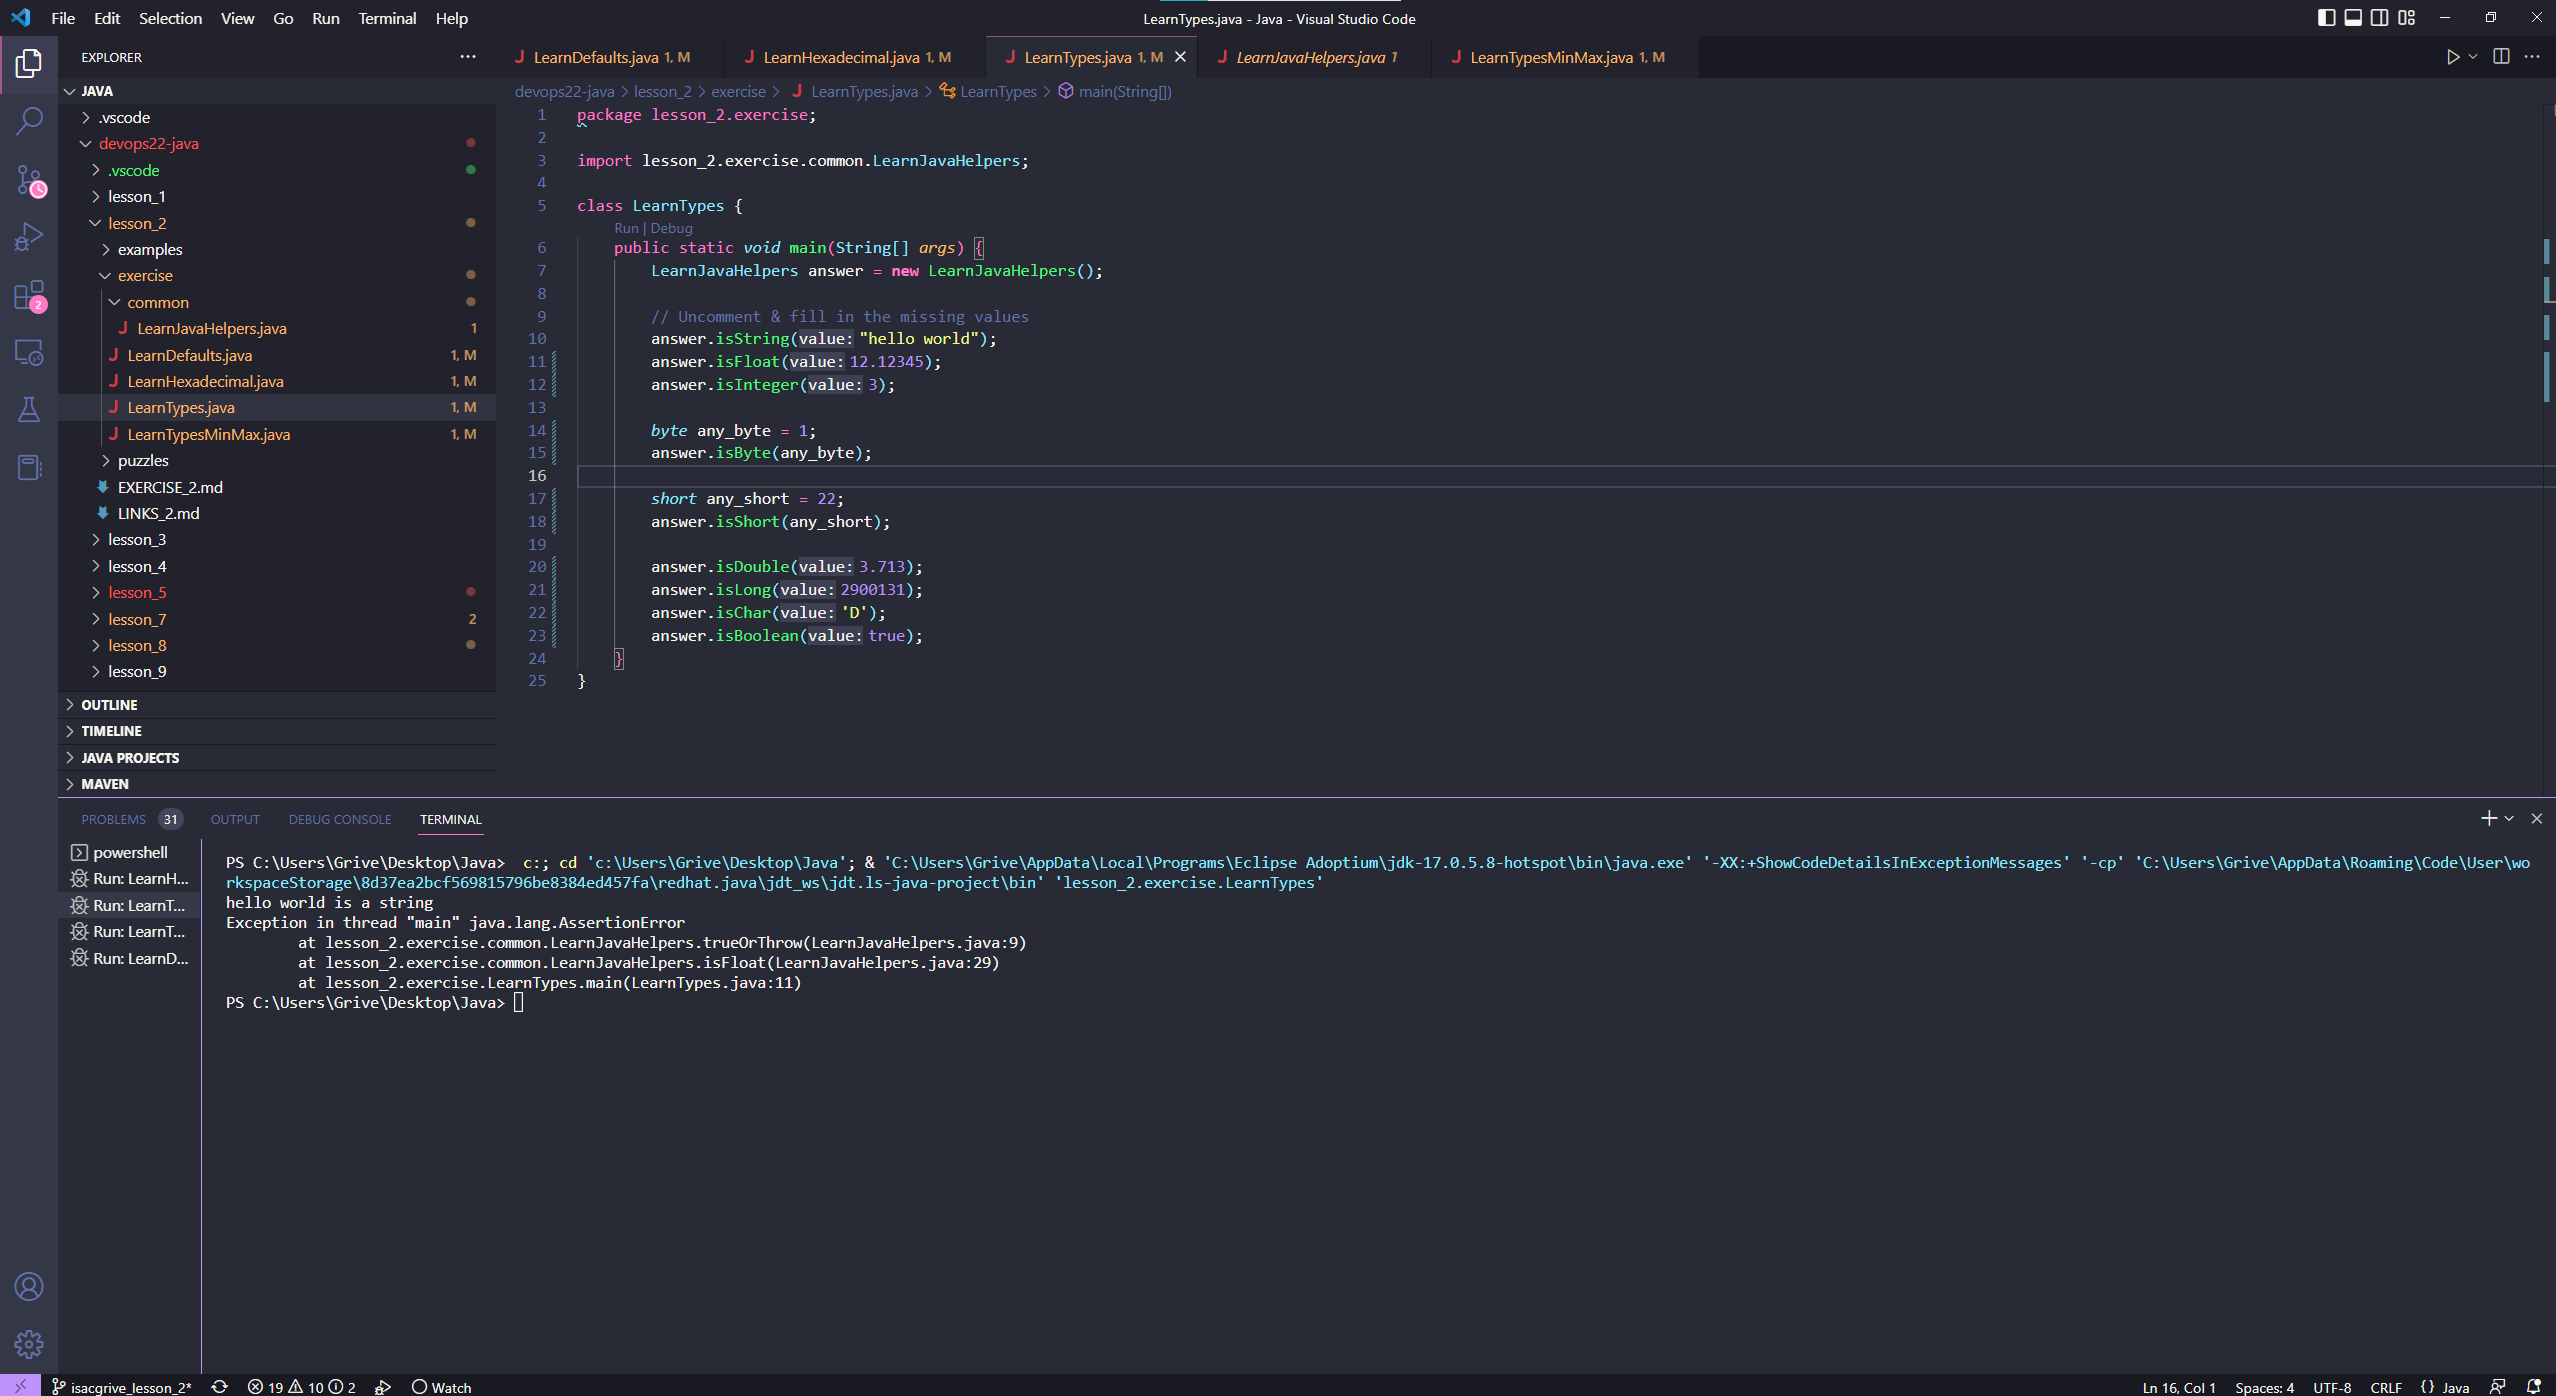 File Edit Selection View Go Run Terminal Help
LearnTypes.java - Java - Visual Studio Code
EXPLORER
JAVA
.vscode
devops22-java
.vscode
lesson_1
lesson_2
examples
exercise
common
LearnJavaHelpers.java 1
LearnDefaults.java 1, M
LearnHexadecimal.java 1, M
LearnTypes.java 1, M
LearnTypesMinMax.java 1, M
puzzles
EXERCISE_2.md
LINKS_2.md
lesson_3
lesson_4
lesson_5
lesson_7 2
lesson_8
lesson_9
OUTLINE
TIMELINE
JAVA PROJECTS
MAVEN
2
LearnDefaults.java 1, M LearnHexadecimal.java 1, M LearnTypes.java 1, M LearnJavaHelpers.java 1 LearnTypesMinMax.java 1, M
devops22-java > lesson_2 > exercise > LearnTypes.java > LearnTypes > main(String[])
1 package lesson_2.exercise;
2
3 import lesson_2.exercise.common.LearnJavaHelpers;
4
5 class LearnTypes {
Run | Debug
6 public static void main(String[] args) {
7 LearnJavaHelpers answer = new LearnJavaHelpers();
8
9 // Uncomment & fill in the missing values
10 answer.isString(value: "hello world");
11 answer.isFloat(value: 12.12345);
12 answer.isInteger(value: 3);
13
14 byte any_byte = 1;
15 answer.isByte(any_byte);
16
17 short any_short = 22;
18 answer.isShort(any_short);
19
20 answer.isDouble(value: 3.713);
21 answer.isLong(value: 2900131);
22 answer.isChar(value: 'D');
23 answer.isBoolean(value: true);
24 }
25 }
PROBLEMS 31 OUTPUT DEBUG CONSOLE TERMINAL
powershell
Run: LearnH...
Run: LearnT...
Run: LearnT...
Run: LearnD...
PS C:\Users\Grive\Desktop\Java> c:; cd 'c:\Users\Grive\Desktop\Java'; & 'C:\Users\Grive\AppData\Local\Programs\Eclipse Adoptium\jdk-17.0.5.8-hotspot\bin\java.exe' '-XX:+ShowCodeDetailsInExceptionMessages' '-cp' 'C:\Users\Grive\AppData\Roaming\Code\User\wo
rkspaceStorage\8d37ea2bcf569815796be8384ed457fa\redhat.java\jdt_ws\jdt.ls-java-project\bin' 'lesson_2.exercise.LearnTypes'
hello world is a string
Exception in thread "main" java.lang.AssertionError
at lesson_2.exercise.common.LearnJavaHelpers.trueOrThrow(LearnJavaHelpers.java:9)
at lesson_2.exercise.common.LearnJavaHelpers.isFloat(LearnJavaHelpers.java:29)
at lesson_2.exercise.LearnTypes.main(LearnTypes.java:11)
PS C:\Users\Grive\Desktop\Java>
isacgrive_lesson_2* 19 10 2 Watch
Ln 16, Col 1 Spaces: 4 UTF-8 CRLF {} Java